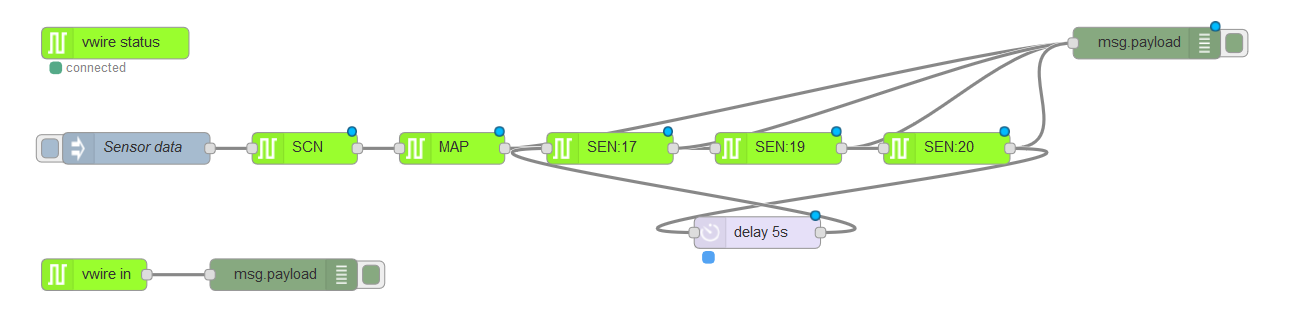 vwire status
msg.payload
connected
Sensor data
SCN
MAP
SEN:17
SEN:19
SEN:20
delay 5s
vwire in
msg.payload